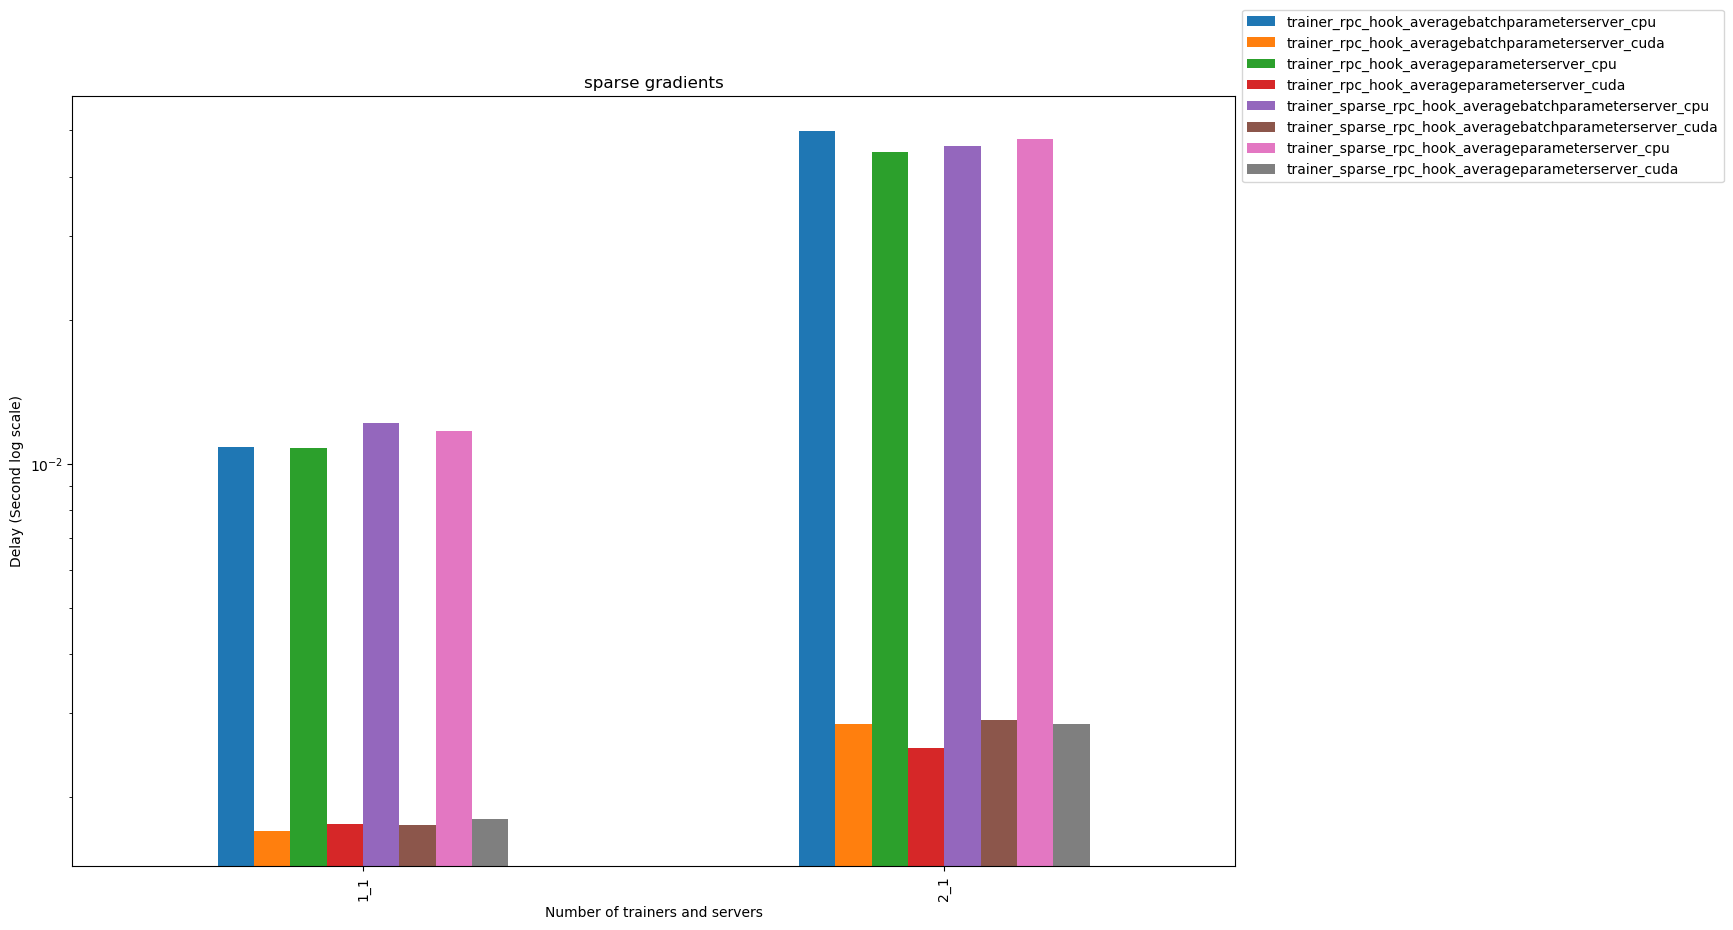 sparse gradients
trainer_rpc_hook_averagebatchparameterserver_cpu
trainer_rpc_hook_averagebatchparameterserver_cuda
trainer_rpc_hook_averageparameterserver_cpu
trainer_rpc_hook_averageparameterserver_cuda
trainer_sparse_rpc_hook_averagebatchparameterserver_cpu
trainer_sparse_rpc_hook_averagebatchparameterserver_cuda
trainer_sparse_rpc_hook_averageparameterserver_cpu
trainer_sparse_rpc_hook_averageparameterserver_cuda
Delay (Second log scale)
10⁻²
1_1
2_1
Number of trainers and servers